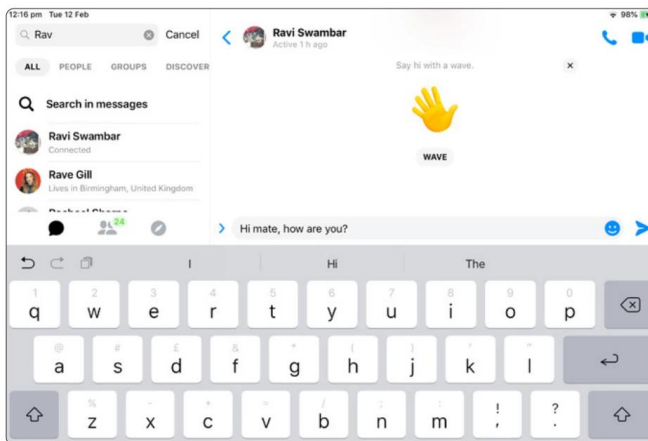 12:16 pm Tue 12 Feb
98%
Rav
Cancel
ALL PEOPLE GROUPS DISCOVER
Search in messages
Ravi Swambar
Connected
Rave Gill
Lives in Birmingham, United Kingdom
24
Ravi Swambar
Active 1 h ago
Say hi with a wave.
WAVE
Hi mate, how are you?
I Hi The
1 2 3 4 5 6 7 8 9 0
q w e r t y u i o p
@ # £ & * ( ) ' "
a s d f g h j k l
% - + = / ; : ! ?
z x c v b n m , .